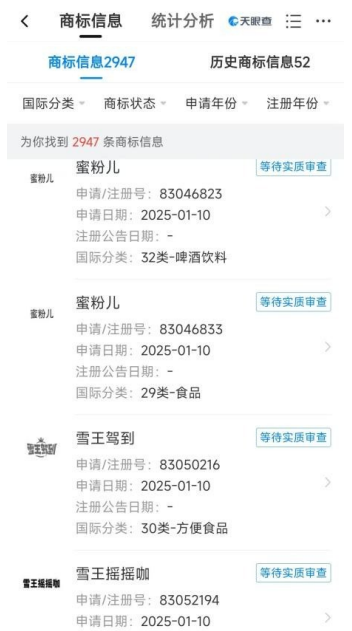 商标信息 统计分析 天眼查
商标信息2947 历史商标信息52
国际分类 商标状态 申请年份 注册年份
为你找到 2947 条商标信息
蜜粉儿 蜜粉儿 等待实质审查
申请/注册号：83046823
申请日期：2025-01-10
注册公告日期：-
国际分类：32类-啤酒饮料
蜜粉儿 蜜粉儿 等待实质审查
申请/注册号：83046833
申请日期：2025-01-10
注册公告日期：-
国际分类：29类-食品
雪王驾到 雪王驾到 等待实质审查
申请/注册号：83050216
申请日期：2025-01-10
注册公告日期：-
国际分类：30类-方便食品
雪王摇摇咖 雪王摇摇咖 等待实质审查
申请/注册号：83052194
申请日期：2025-01-10